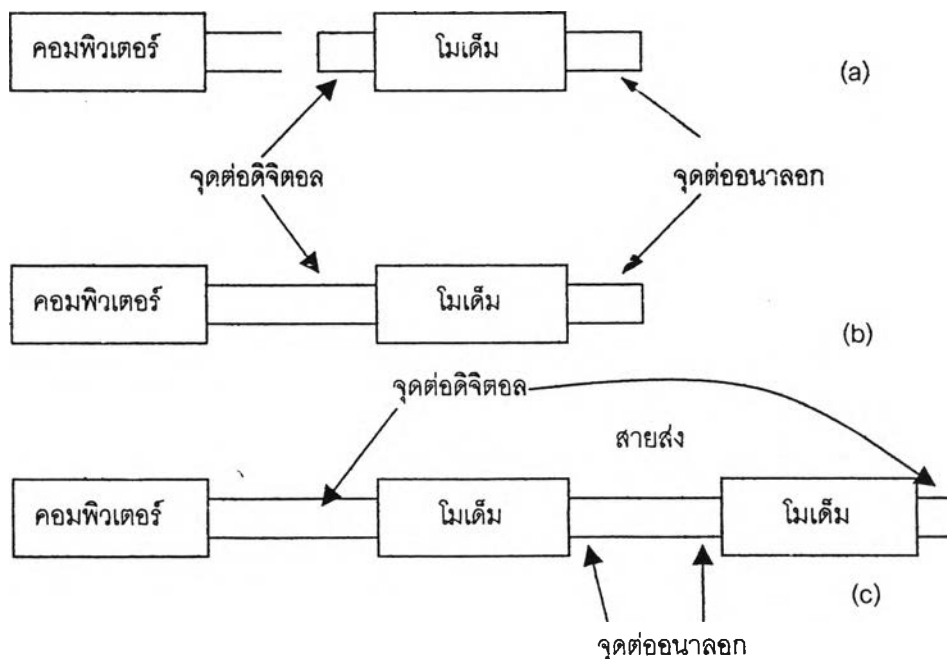 คอมพิวเตอร์ โมเด็ม
(a)
จุดต่อดิจิตอล จุดต่ออนาลอก
คอมพิวเตอร์ โมเด็ม
(b)
จุดต่อดิจิตอล
สายส่ง
คอมพิวเตอร์ โมเด็ม โมเด็ม
(c)
จุดต่ออนาลอก